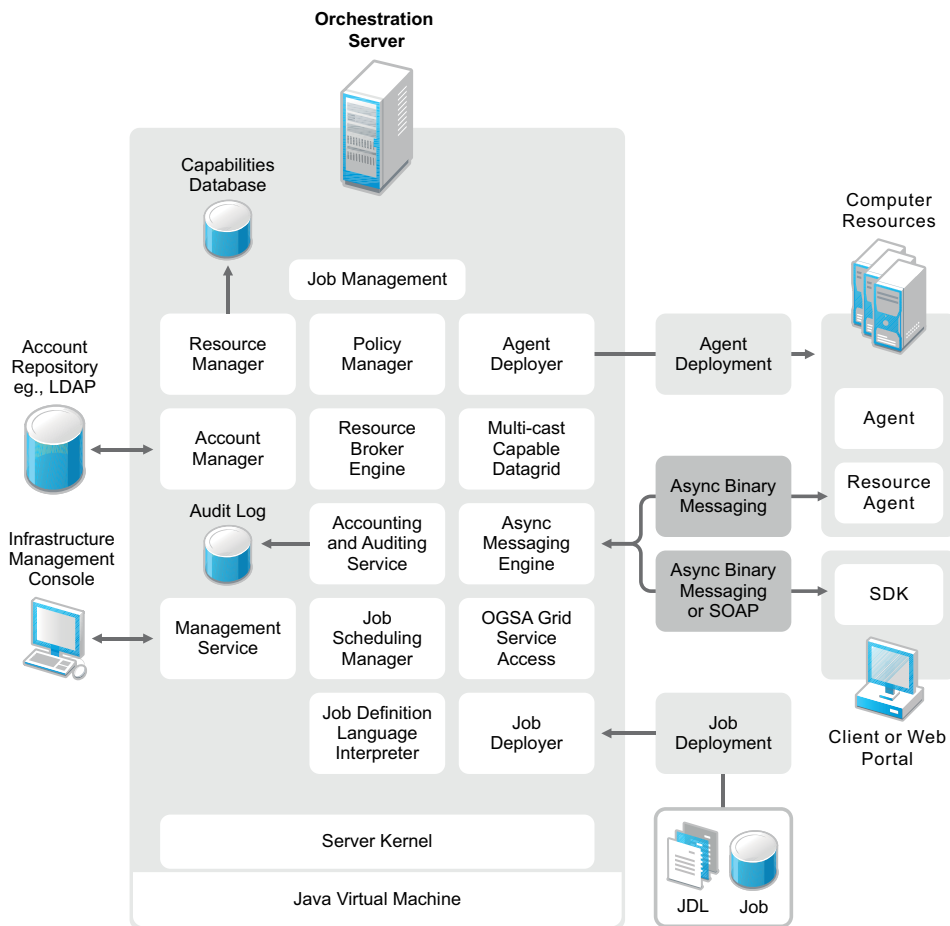 Orchestration
Server
Capabilities
Database
Computer
Resources
Job Management
Account
Repository
eg., LDAP
Resource
Manager
Policy
Manager
Agent
Deployer
Agent
Deployment
Agent
Account
Manager
Resource
Broker
Engine
Multi-cast
Capable
Datagrid
Async Binary
Messaging
Resource
Agent
Infrastructure
Management
Console
Audit Log
Accounting
and Auditing
Service
Async
Messaging
Engine
Async Binary
Messaging
or SOAP
SDK
Management
Service
Job
Scheduling
Manager
OGSA Grid
Service
Access
Job Definition
Language
Interpreter
Job
Deployer
Job
Deployment
Client or Web
Portal
Server Kernel
Java Virtual Machine
JDL
Job